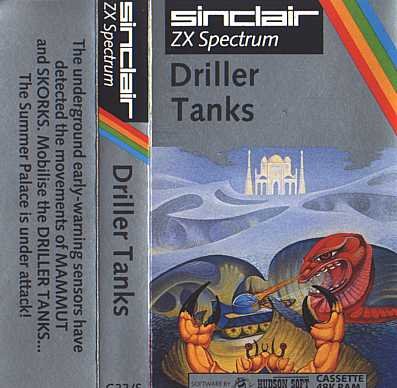 The underground early-warning sensors have
detected the movements of MAMMUT
and SKORKS. Mobilise the DRILLER TANKS...
The Summer Palace is under attack!
sinclair
ZX Spectrum
Driller Tanks
sinclair
ZX Spectrum
Driller
Tanks
SOFTWARE BY
HUDSON SOFT
CASSETTE
48K RAM